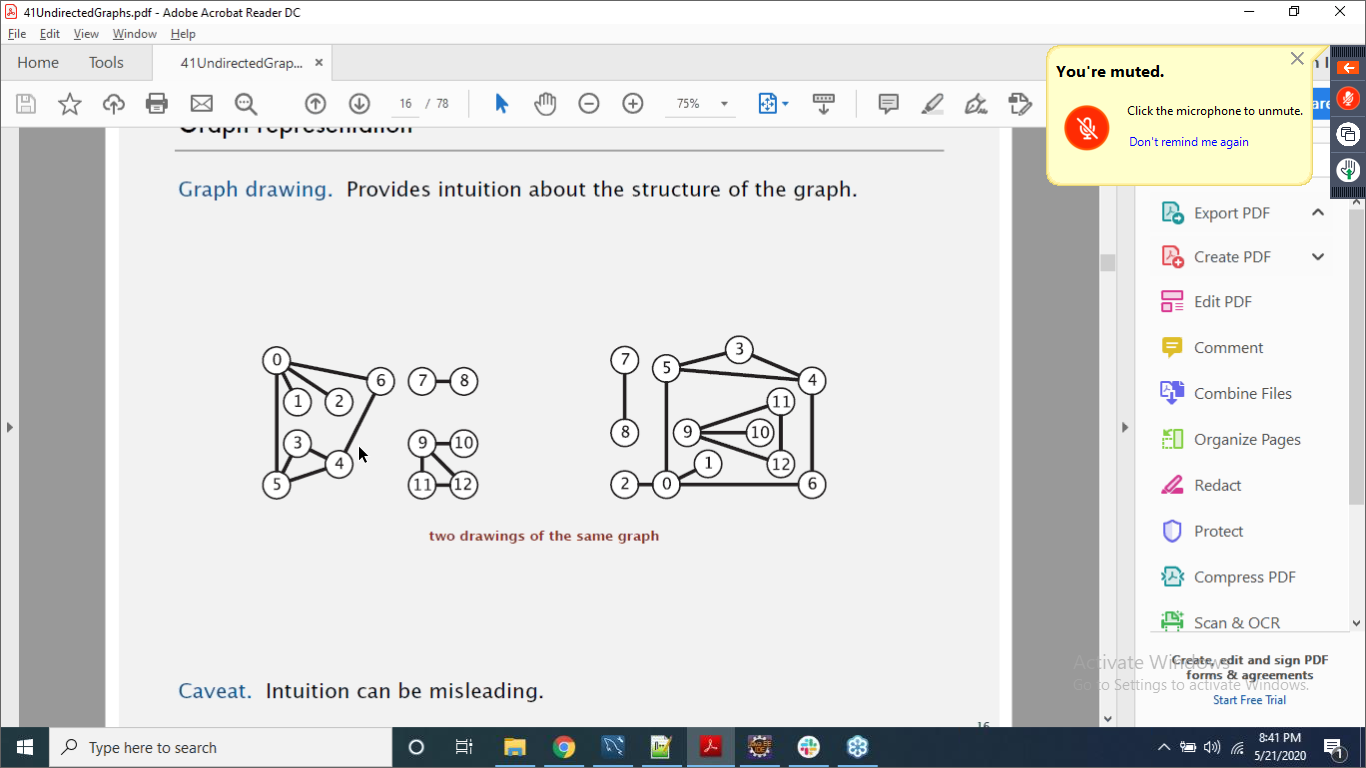 41UndirectedGraphs.pdf - Adobe Acrobat Reader DC
File Edit View Window Help
Home Tools 41UndirectedGrap... ×
16 / 78 75%
You're muted.
Click the microphone to unmute.
Don't remind me again
Graph representation
Graph drawing. Provides intuition about the structure of the graph.
0 6 7 8
1 2
3 9 10
4
5 11 12
7 5 3 4
11
8 9 10
1 12
2 0 6
two drawings of the same graph
Caveat. Intuition can be misleading.
16
Export PDF
Create PDF
Edit PDF
Comment
Combine Files
Organize Pages
Redact
Protect
Compress PDF
Scan & OCR
Activate Windows
Go to Settings to activate Windows.
Create, edit and sign PDF
forms & agreements
Start Free Trial
Type here to search
8:41 PM
5/21/2020
1